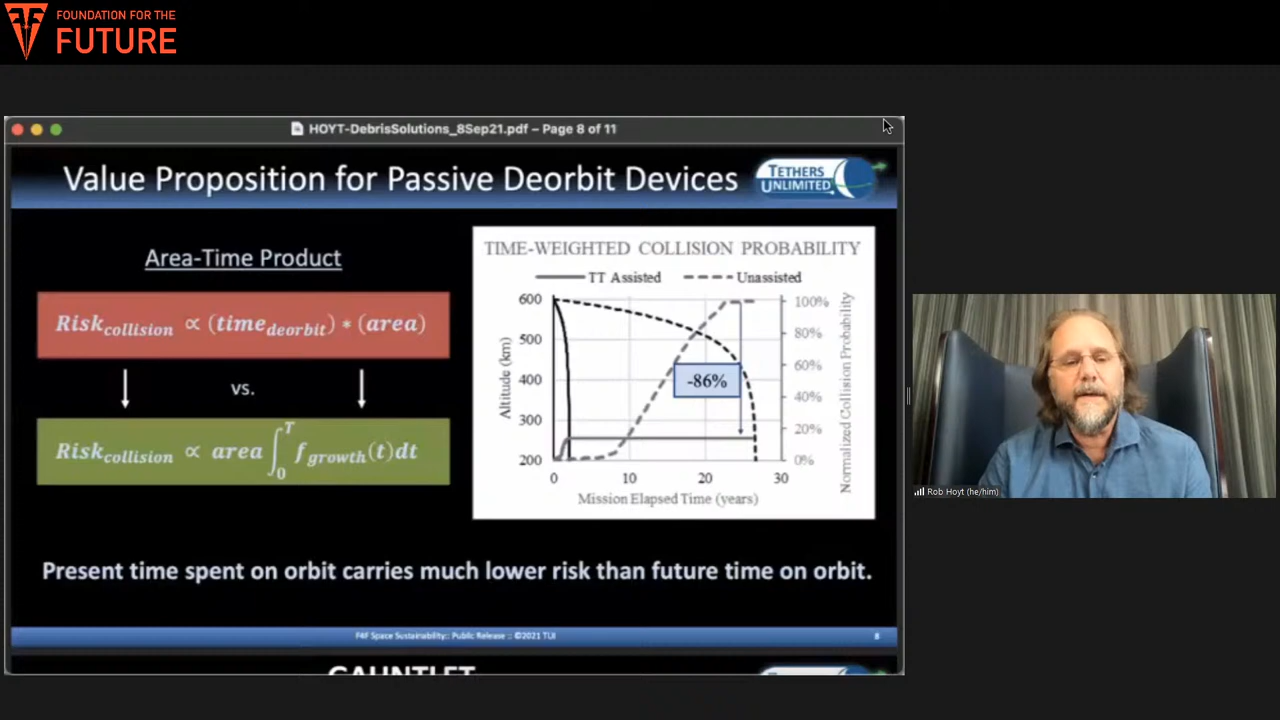 FOUNDATION FOR THE
FUTURE
HOYT-DebrisSolutions_8Sep21.pdf – Page 8 of 11
Value Proposition for Passive Deorbit Devices
TETHERS
UNLIMITED
Area-Time Product
Risk_collision ∝ (time_deorbit) * (area)
vs.
Risk_collision ∝ area ∫_0^T f_growth(t)dt
TIME-WEIGHTED COLLISION PROBABILITY
TT Assisted Unassisted
600 100%
80%
500
60%
-86%
400
40%
300
20%
200 0%
0 10 20 30
Altitude (km)
Normalized Collision Probability
Mission Elapsed Time (years)
Present time spent on orbit carries much lower risk than future time on orbit.
F4F Space Sustainability:: Public Release :: ©2021 TUI 8
GAUNTLET
Rob Hoyt (he/him)